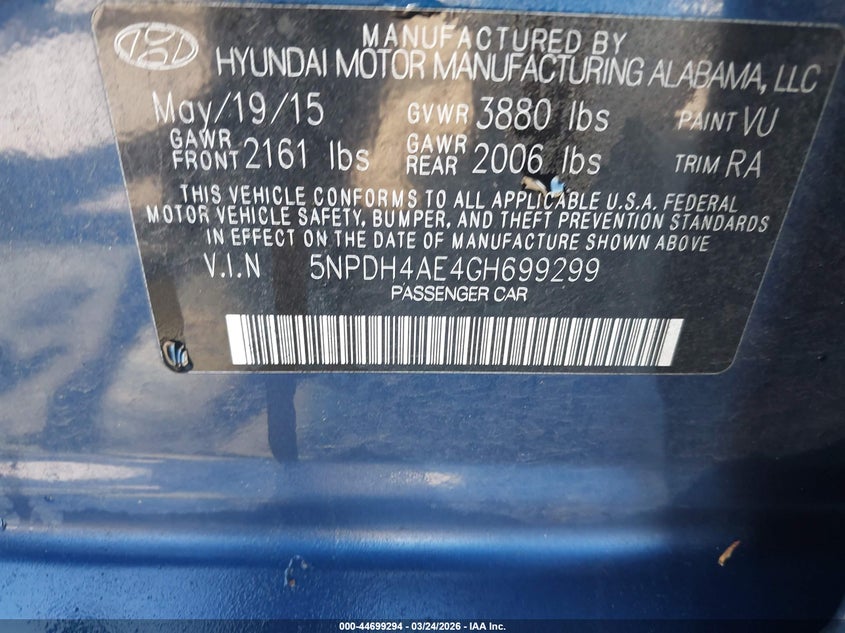 MANUFACTURED BY
HYUNDAI MOTOR MANUFACTURING ALABAMA, LLC
May/19/15 GVWR 3880 lbs PAINT VU
GAWR FRONT 2161 lbs GAWR REAR 2006 lbs TRIM RA
THIS VEHICLE CONFORMS TO ALL APPLICABLE U.S.A. FEDERAL
MOTOR VEHICLE SAFETY, BUMPER, AND THEFT PREVENTION STANDARDS
IN EFFECT ON THE DATE OF MANUFACTURE SHOWN ABOVE
V.I.N 5NPDH4AE4GH699299
PASSENGER CAR
000-44699294 - 03/24/2026 - IAA Inc.